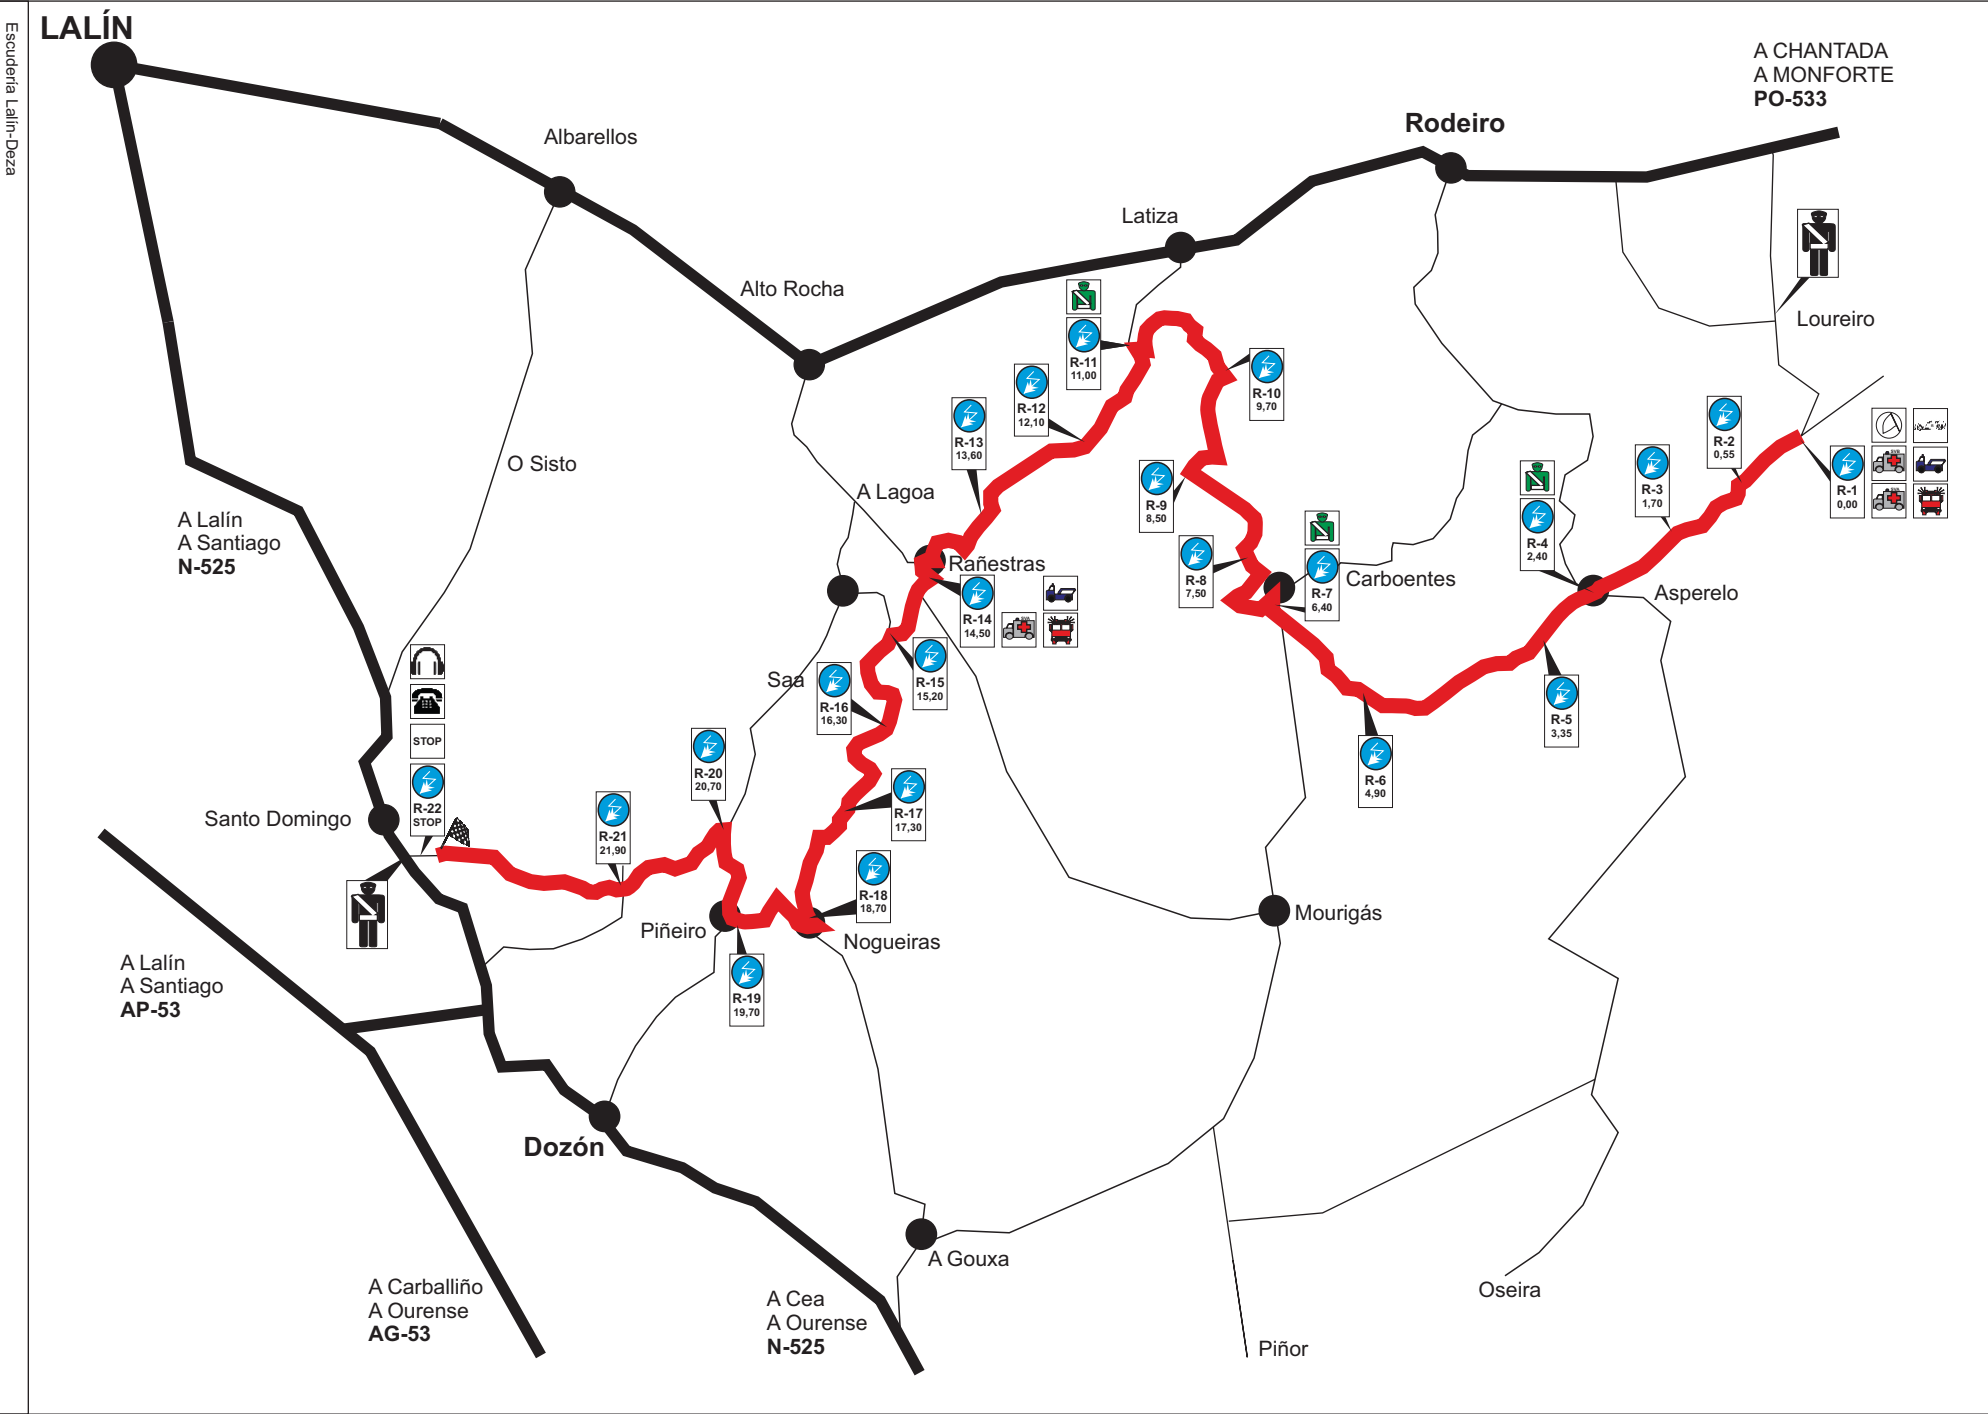 Escudería Lalín-Deza
LALÍN
A CHANTADA
A MONFORTE
PO-533
Rodeiro
Albarellos
Latiza
Alto Rocha
Loureiro
R-11
11,00
R-10
9,70
R-12
12,10
R-13
13,60
R-2
0,55
R-3
1,70
R-1
0,00
SVB
SVA
O Sisto
A Lagoa
R-9
8,50
R-4
2,40
A Lalín
A Santiago
N-525
Rañestras
R-8
7,50
R-7
6,40
Carboentes
Asperelo
R-14
14,50
SVA
R-15
15,20
Saa
R-16
16,30
R-5
3,35
STOP
R-20
20,70
R-6
4,90
R-22
STOP
Santo Domingo
R-21
21,90
R-17
17,30
R-18
18,70
Piñeiro
Nogueiras
Mourigás
A Lalín
A Santiago
AP-53
R-19
19,70
Dozón
A Gouxa
A Carballiño
A Ourense
AG-53
A Cea
A Ourense
N-525
Oseira
Piñor